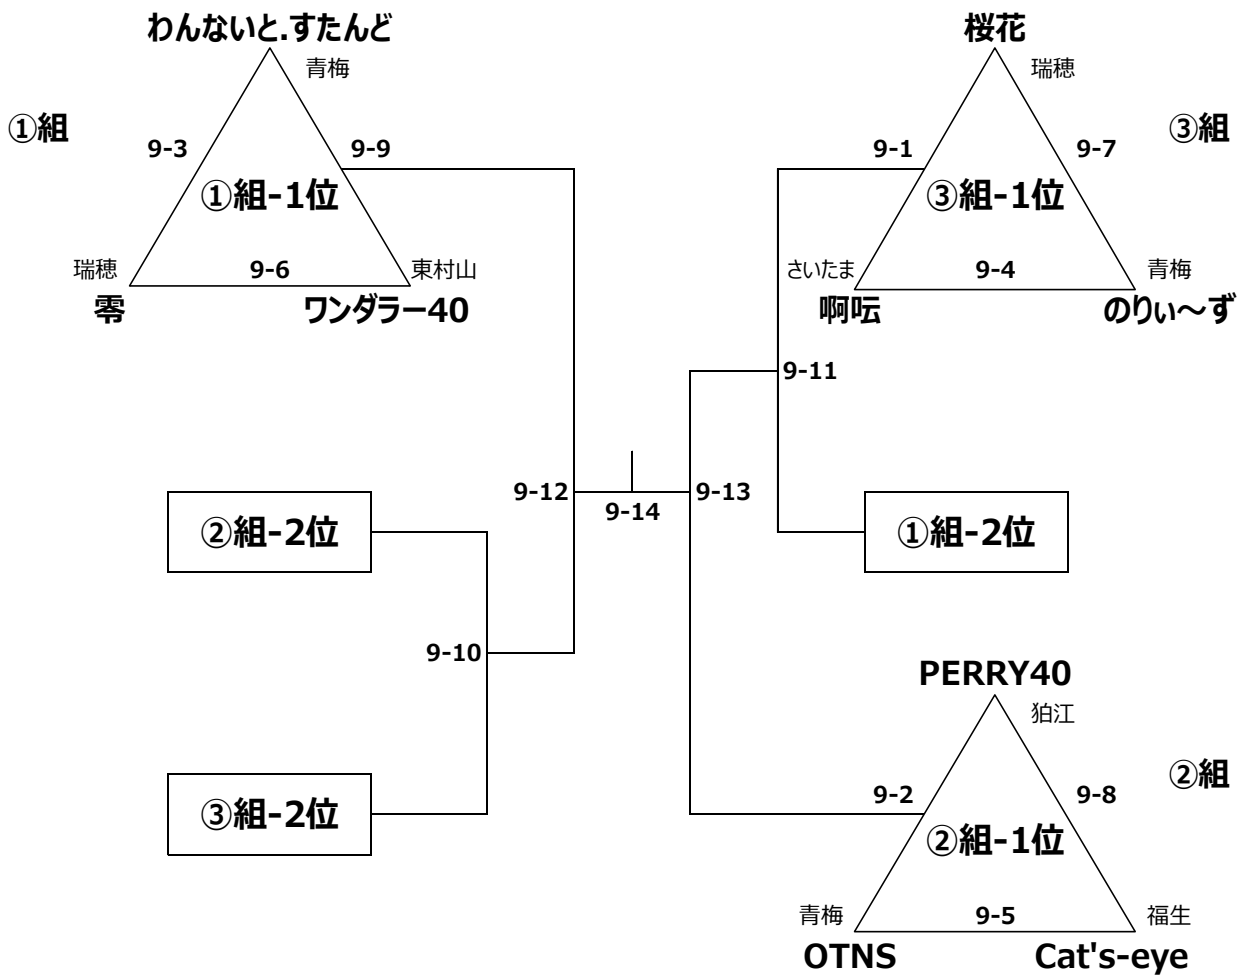 わんないと.すたんど
青梅
①組
9-3
9-9
①組-1位
瑞穂
9-6
東村山
零
ワンダラー40
桜花
瑞穂
③組
9-1
9-7
③組-1位
さいたま
9-4
青梅
啊呍
のりぃ～ず
9-11
9-12
9-14
9-13
②組-2位
①組-2位
9-10
③組-2位
PERRY40
狛江
②組
9-2
9-8
②組-1位
青梅
9-5
福生
OTNS
Cat's-eye